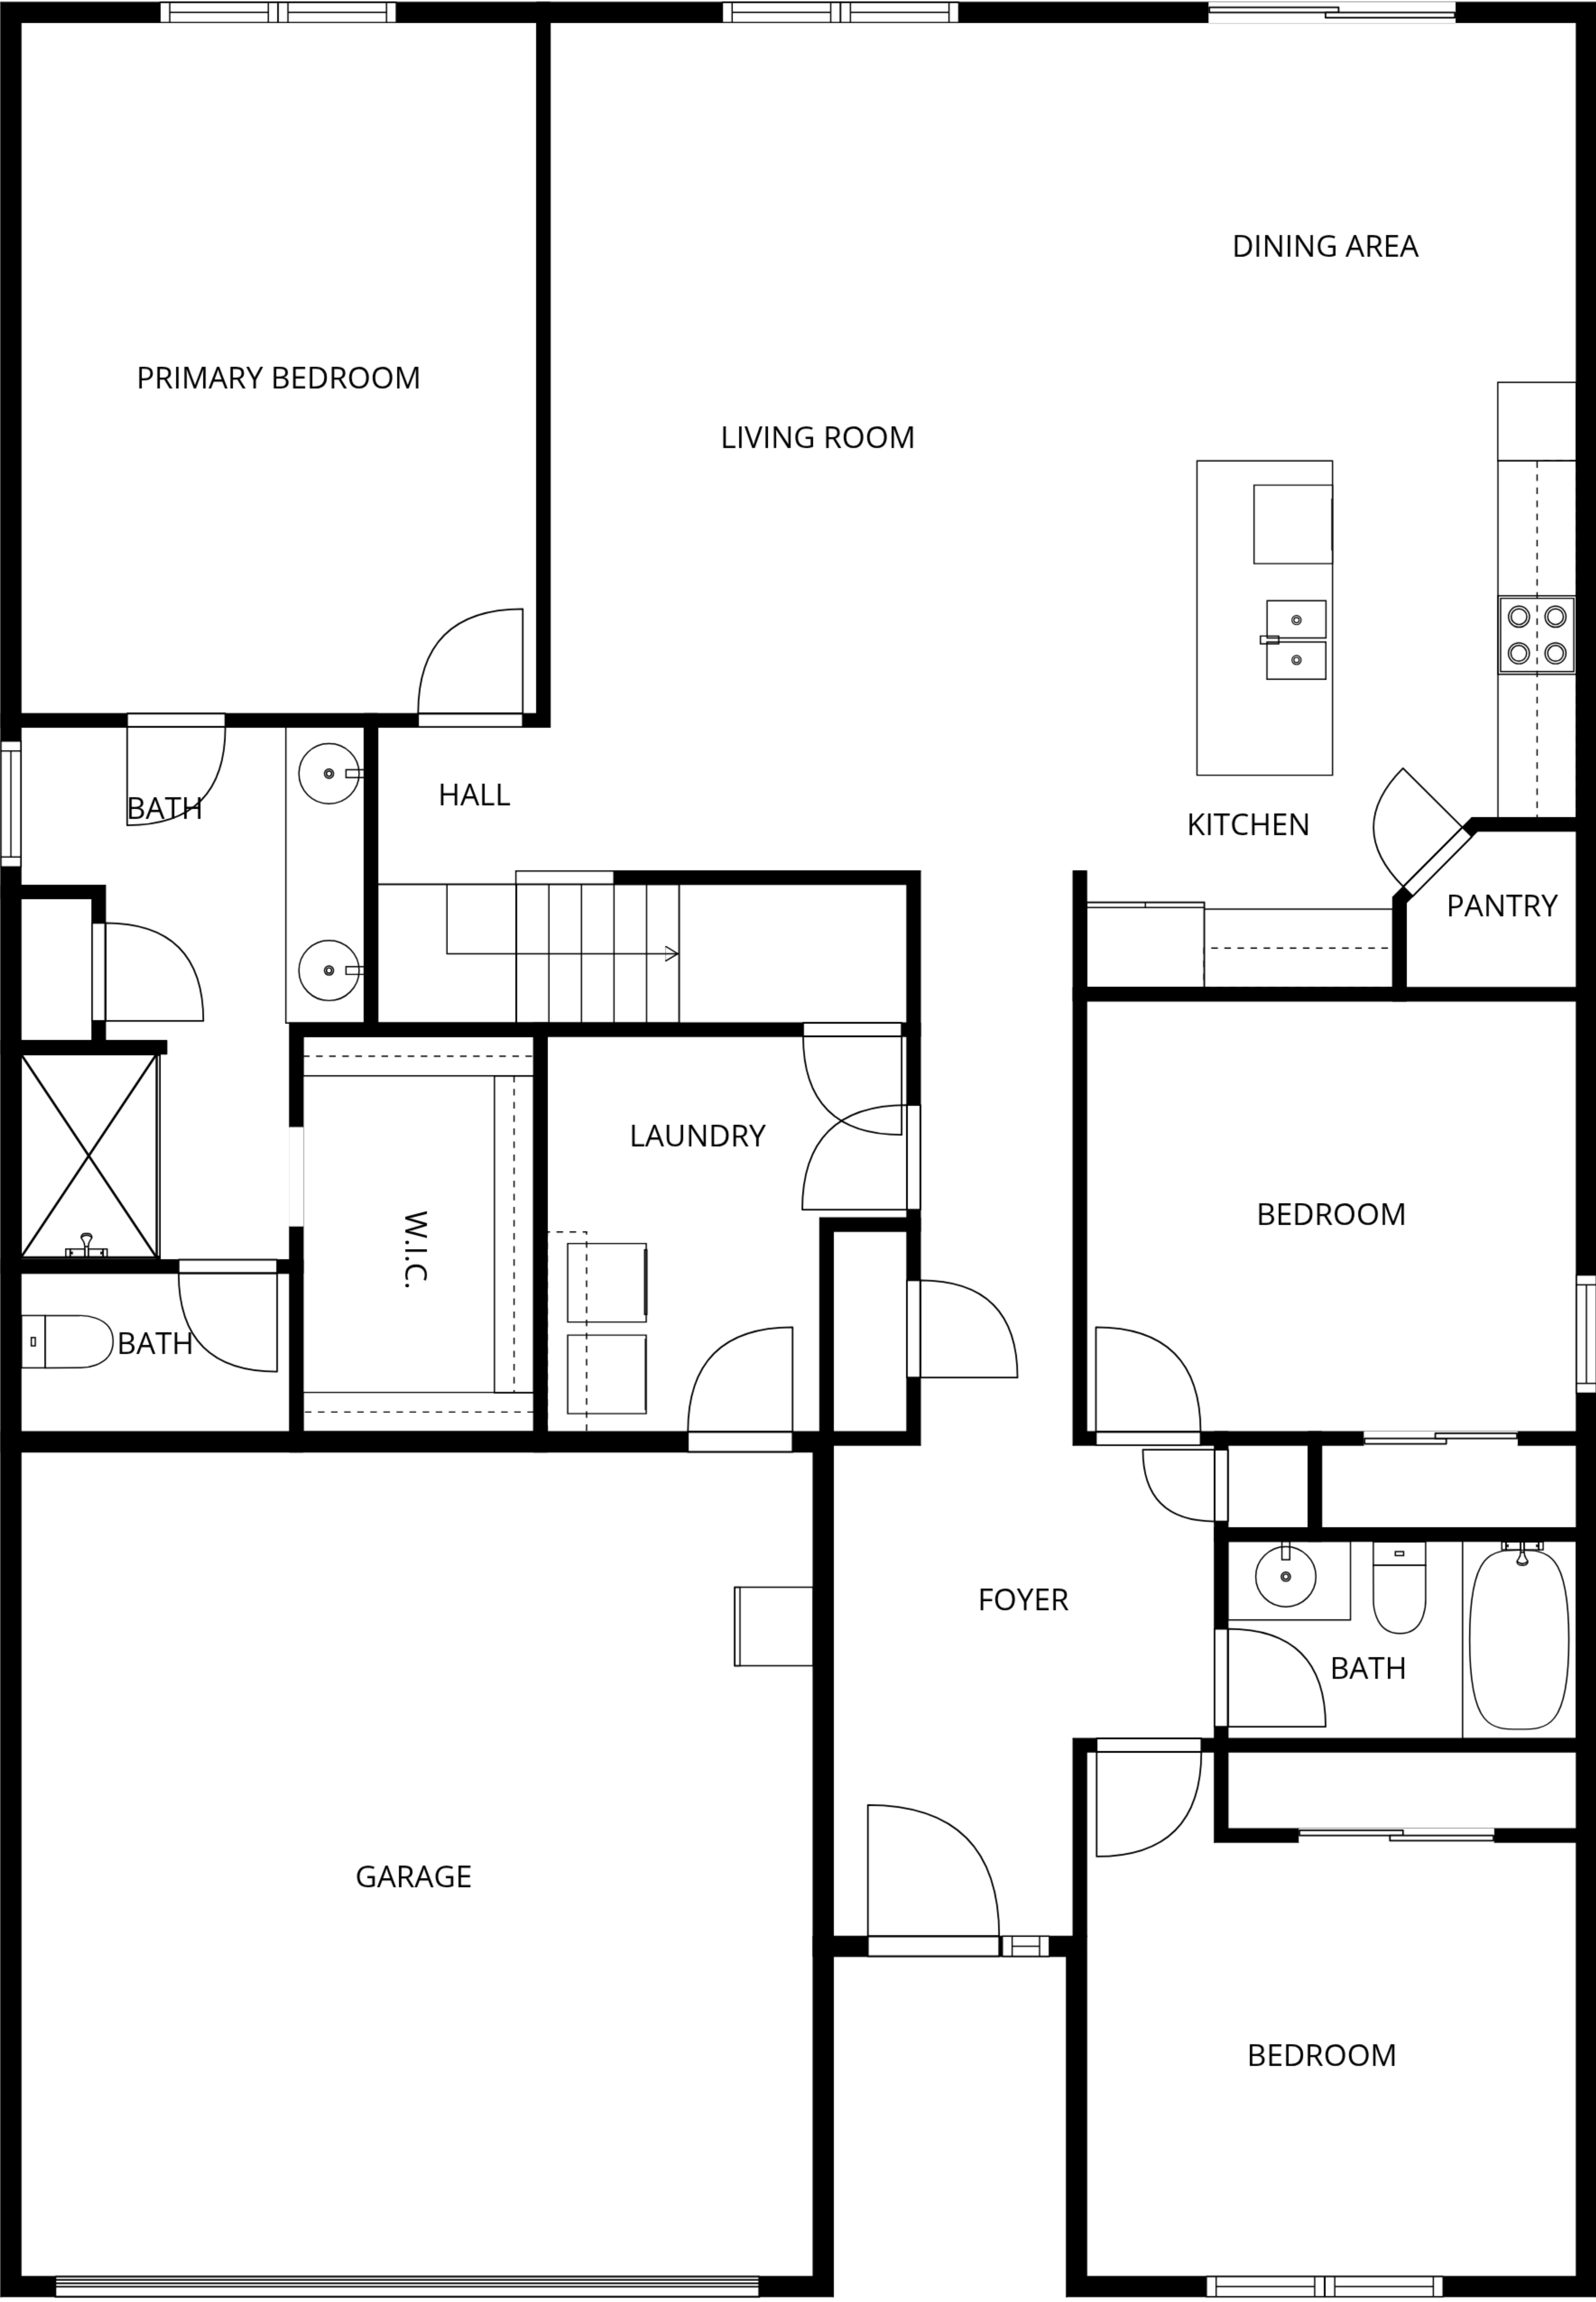 DINING AREA
PRIMARY BEDROOM
LIVING ROOM
HALL
BATH
KITCHEN
PANTRY
LAUNDRY
BEDROOM
W.I.C.
BATH
FOYER
BATH
GARAGE
BEDROOM